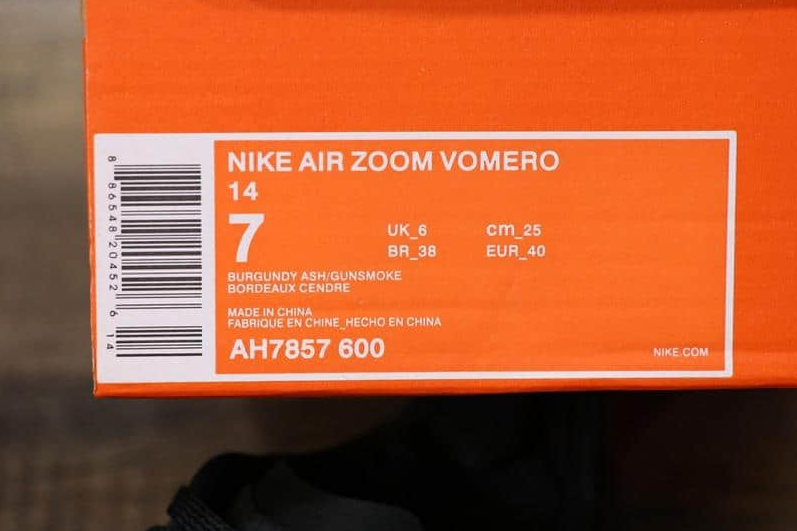 NIKE AIR ZOOM VOMERO
14
7
UK_6 cm_25
BR_38 EUR_40
BURGUNDY ASH/GUNSMOKE
BORDEAUX CENDRE
MADE IN CHINA
FABRIQUE EN CHINE_HECHO EN CHINA
AH7857 600
NIKE.COM
8 86548 20452 6 14